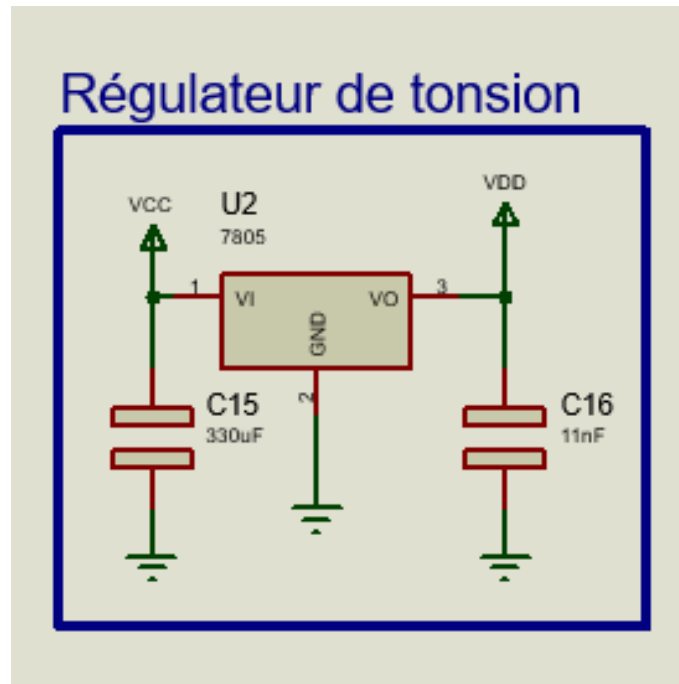 Régulateur de tonsion
VCC
U2
7805
VDD
1
VI
VO
3
GND
2
C15
330uF
C16
11nF